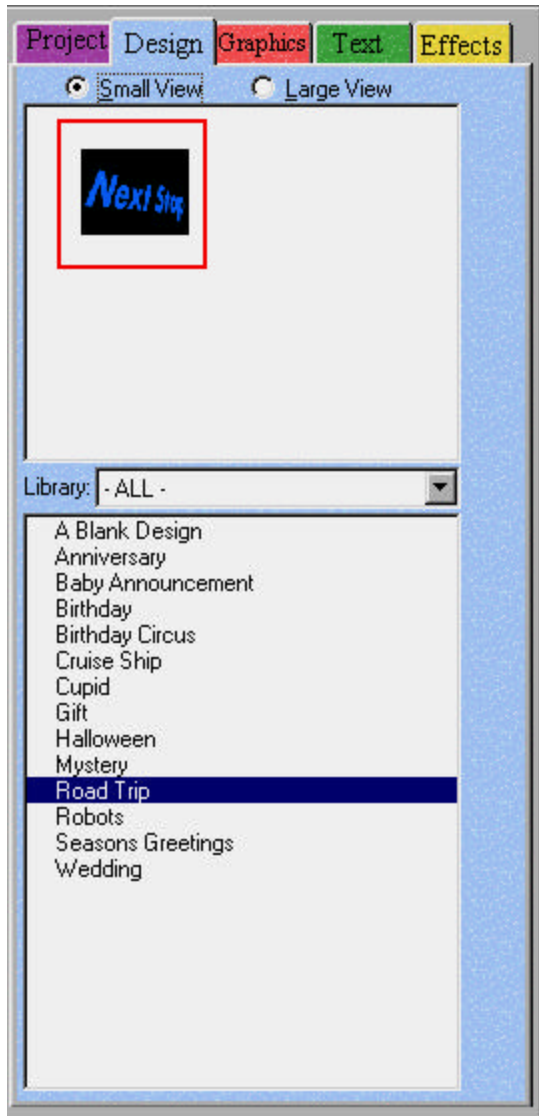 Project Design Graphics Text Effects
Small View Large View
Next Stop
Library: - ALL -
A Blank Design
Anniversary
Baby Announcement
Birthday
Birthday Circus
Cruise Ship
Cupid
Gift
Halloween
Mystery
Road Trip
Robots
Seasons Greetings
Wedding